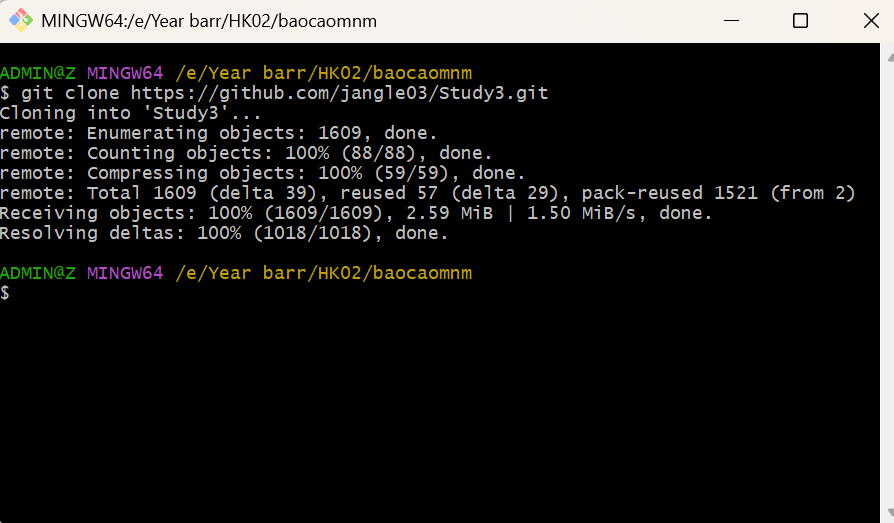 MINGW64:/e/Year barr/HK02/baocaomnm
ADMIN@Z MINGW64 /e/Year barr/HK02/baocaomnm
$ git clone https://github.com/jangle03/Study3.git
Cloning into 'Study3'...
remote: Enumerating objects: 1609, done.
remote: Counting objects: 100% (88/88), done.
remote: Compressing objects: 100% (59/59), done.
remote: Total 1609 (delta 39), reused 57 (delta 29), pack-reused 1521 (from 2)
Receiving objects: 100% (1609/1609), 2.59 MiB | 1.50 MiB/s, done.
Resolving deltas: 100% (1018/1018), done.
ADMIN@Z MINGW64 /e/Year barr/HK02/baocaomnm
$